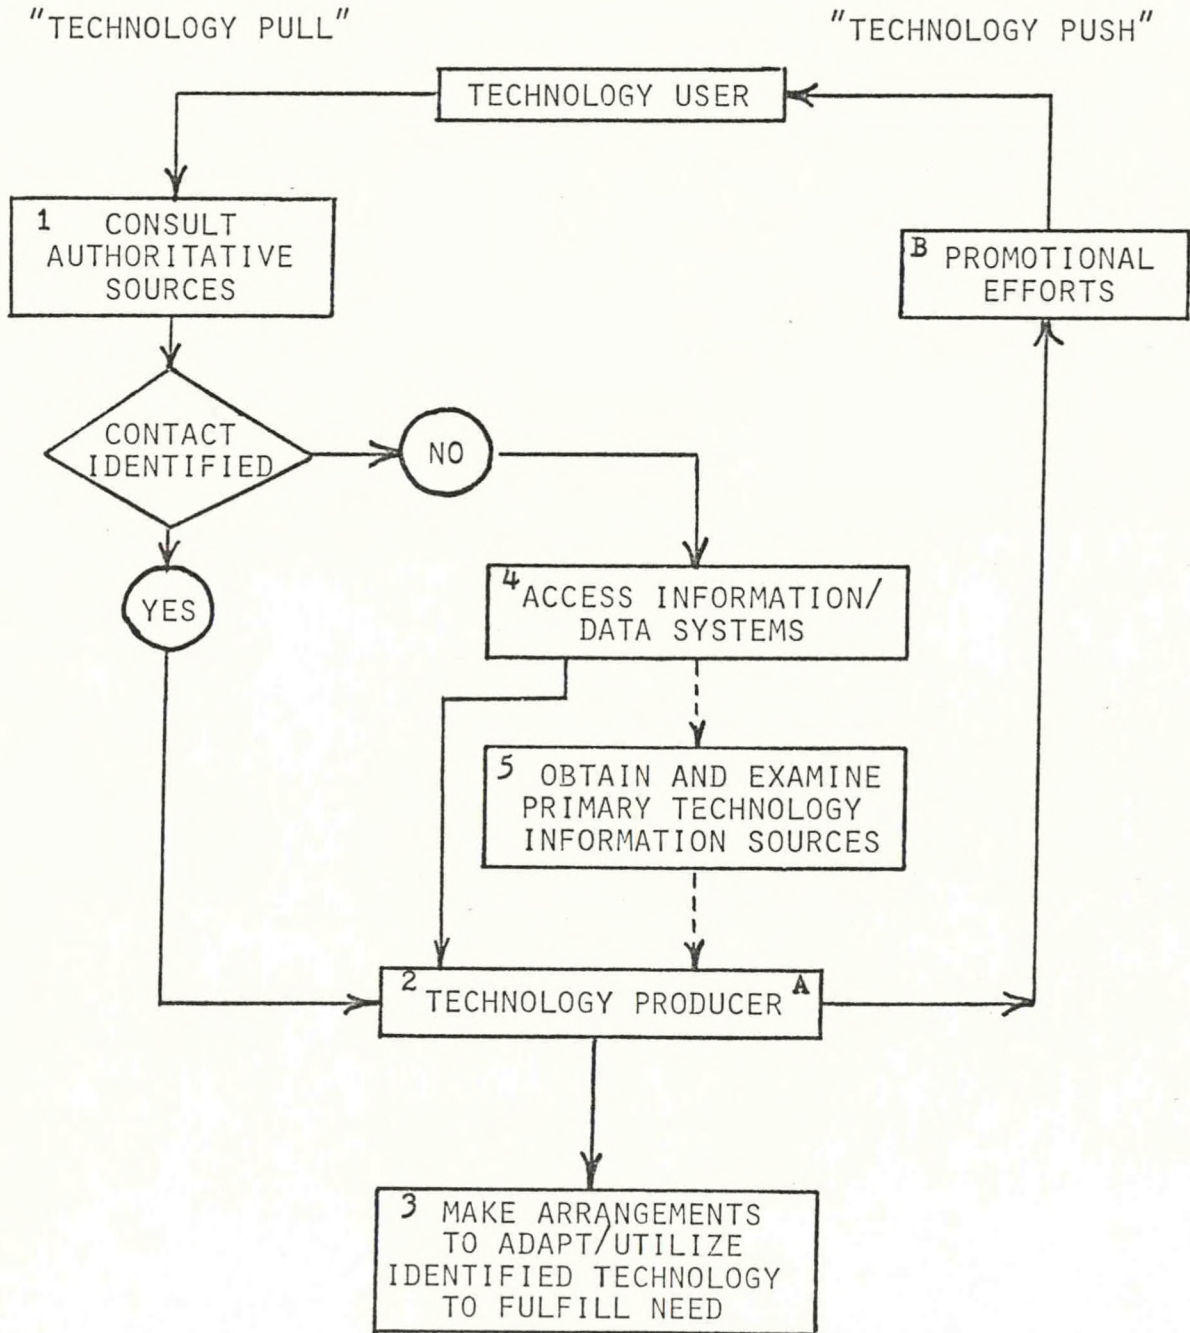 "TECHNOLOGY PULL"
"TECHNOLOGY PUSH"
TECHNOLOGY USER
1 CONSULT
AUTHORITATIVE
SOURCES
B PROMOTIONAL
EFFORTS
CONTACT
IDENTIFIED
NO
YES
4 ACCESS INFORMATION/
DATA SYSTEMS
5 OBTAIN AND EXAMINE
PRIMARY TECHNOLOGY
INFORMATION SOURCES
2 TECHNOLOGY PRODUCER A
3 MAKE ARRANGEMENTS
TO ADAPT/UTILIZE
IDENTIFIED TECHNOLOGY
TO FULFILL NEED